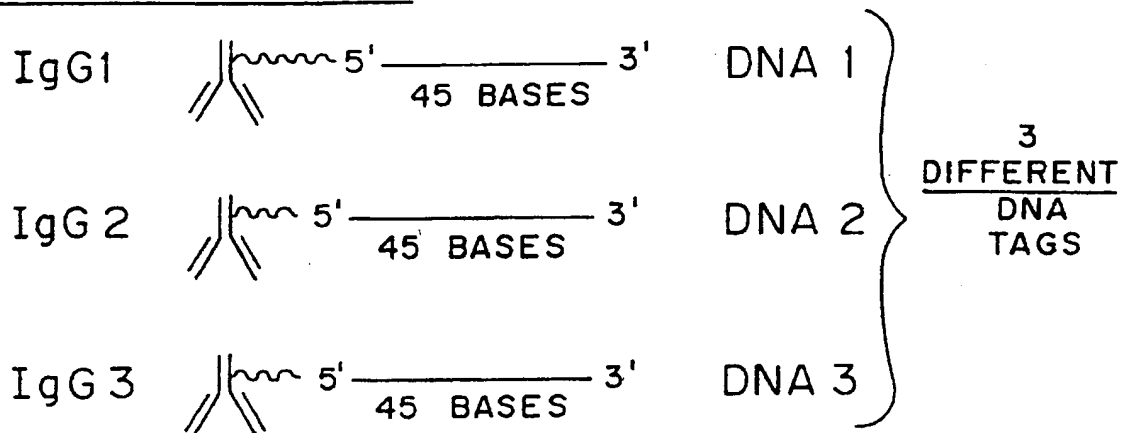 IgG1 5' 3' DNA 1
45 BASES
3
DIFFERENT
DNA
TAGS
IgG 2 5' 3' DNA 2
45 BASES
IgG 3 5' 3' DNA 3
45 BASES